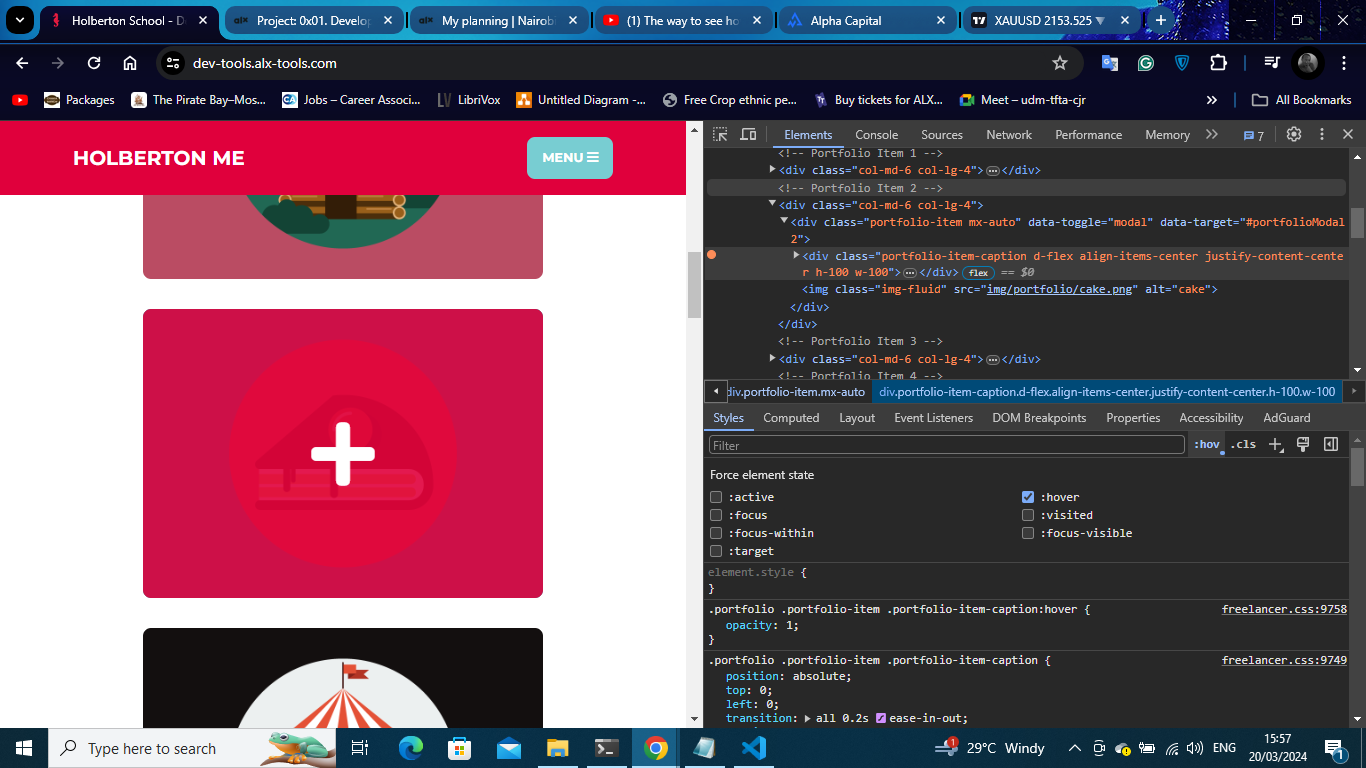 Holberton School - De
Project: 0x01. Develop
My planning | Nairobi
(1) The way to see ho
Alpha Capital
XAUUSD 2153.525 ▼
dev-tools.alx-tools.com
Packages
The Pirate Bay–Mos...
Jobs – Career Associ...
LibriVox
Untitled Diagram -...
Free Crop ethnic pe...
Buy tickets for ALX...
Meet – udm-tfta-cjr
All Bookmarks
HOLBERTON ME
MENU
Elements Console Sources Network Performance Memory 7
<!-- Portfolio Item 1 -->
<div class="col-md-6 col-lg-4"> … </div>
<!-- Portfolio Item 2 -->
<div class="col-md-6 col-lg-4">
<div class="portfolio-item mx-auto" data-toggle="modal" data-target="#portfolioModal
2">
<div class="portfolio-item-caption d-flex align-items-center justify-content-cente
r h-100 w-100"> … </div> flex == $0
<img class="img-fluid" src="img/portfolio/cake.png" alt="cake">
</div>
</div>
<!-- Portfolio Item 3 -->
<div class="col-md-6 col-lg-4"> … </div>
<!-- Portfolio Item 4 -->
div.portfolio-item.mx-auto div.portfolio-item-caption.d-flex.align-items-center.justify-content-center.h-100.w-100
Styles Computed Layout Event Listeners DOM Breakpoints Properties Accessibility AdGuard
Filter :hov .cls
Force element state
:active :hover
:focus :visited
:focus-within :focus-visible
:target
element.style {
}
.portfolio .portfolio-item .portfolio-item-caption:hover { freelancer.css:9758
opacity: 1;
}
.portfolio .portfolio-item .portfolio-item-caption { freelancer.css:9749
position: absolute;
top: 0;
left: 0;
transition: all 0.2s ease-in-out;
Type here to search
29°C Windy
ENG
15:57
20/03/2024
1